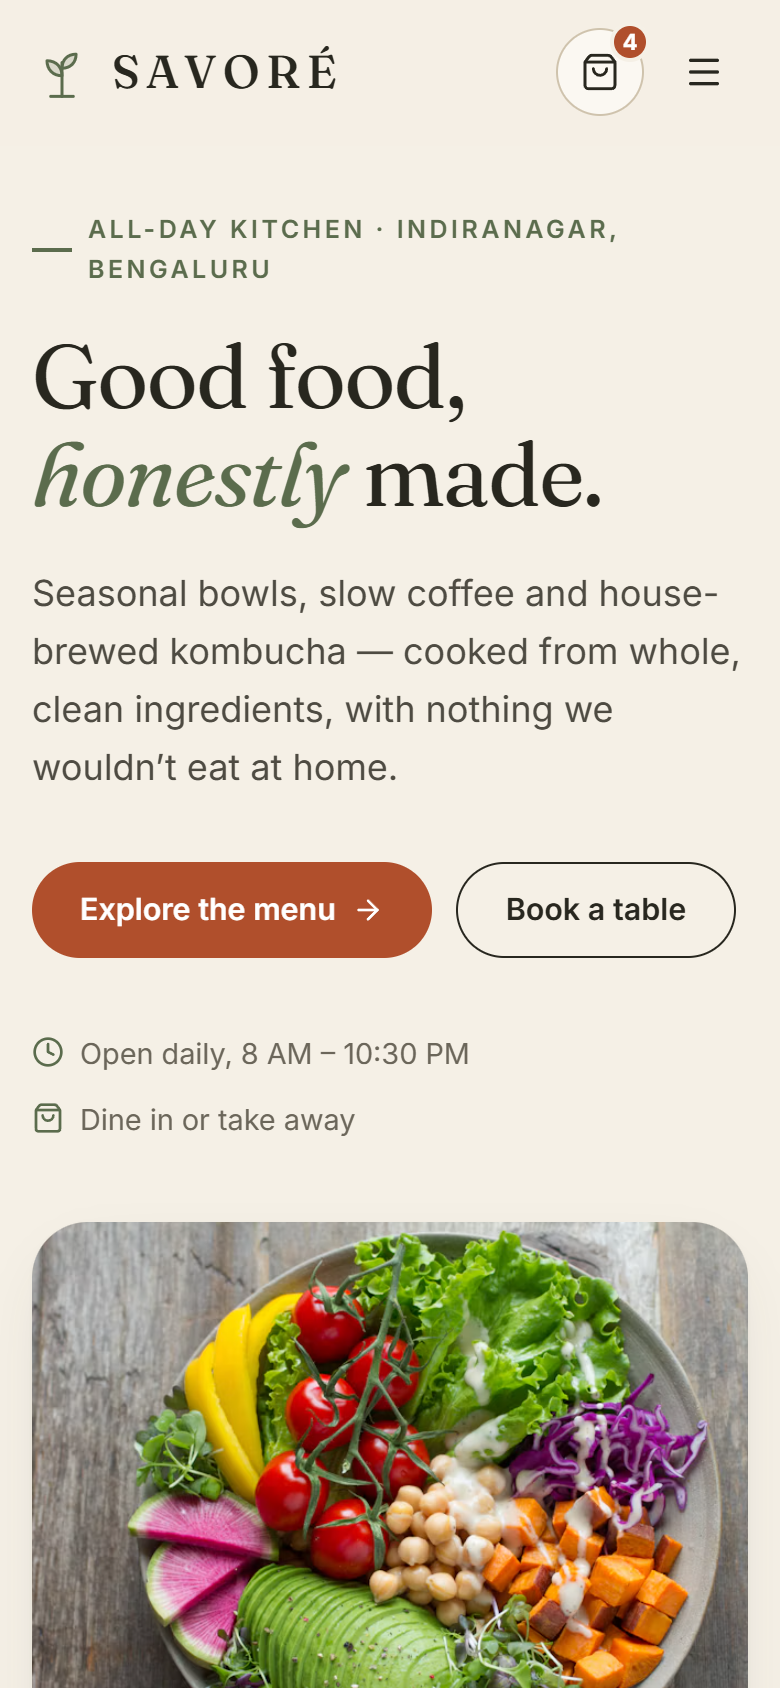 SAVORÉ
4
ALL-DAY KITCHEN · INDIRANAGAR,
BENGALURU
Good food,
honestly made.
Seasonal bowls, slow coffee and house-
brewed kombucha — cooked from whole,
clean ingredients, with nothing we
wouldn’t eat at home.
Explore the menu →
Book a table
Open daily, 8 AM – 10:30 PM
Dine in or take away